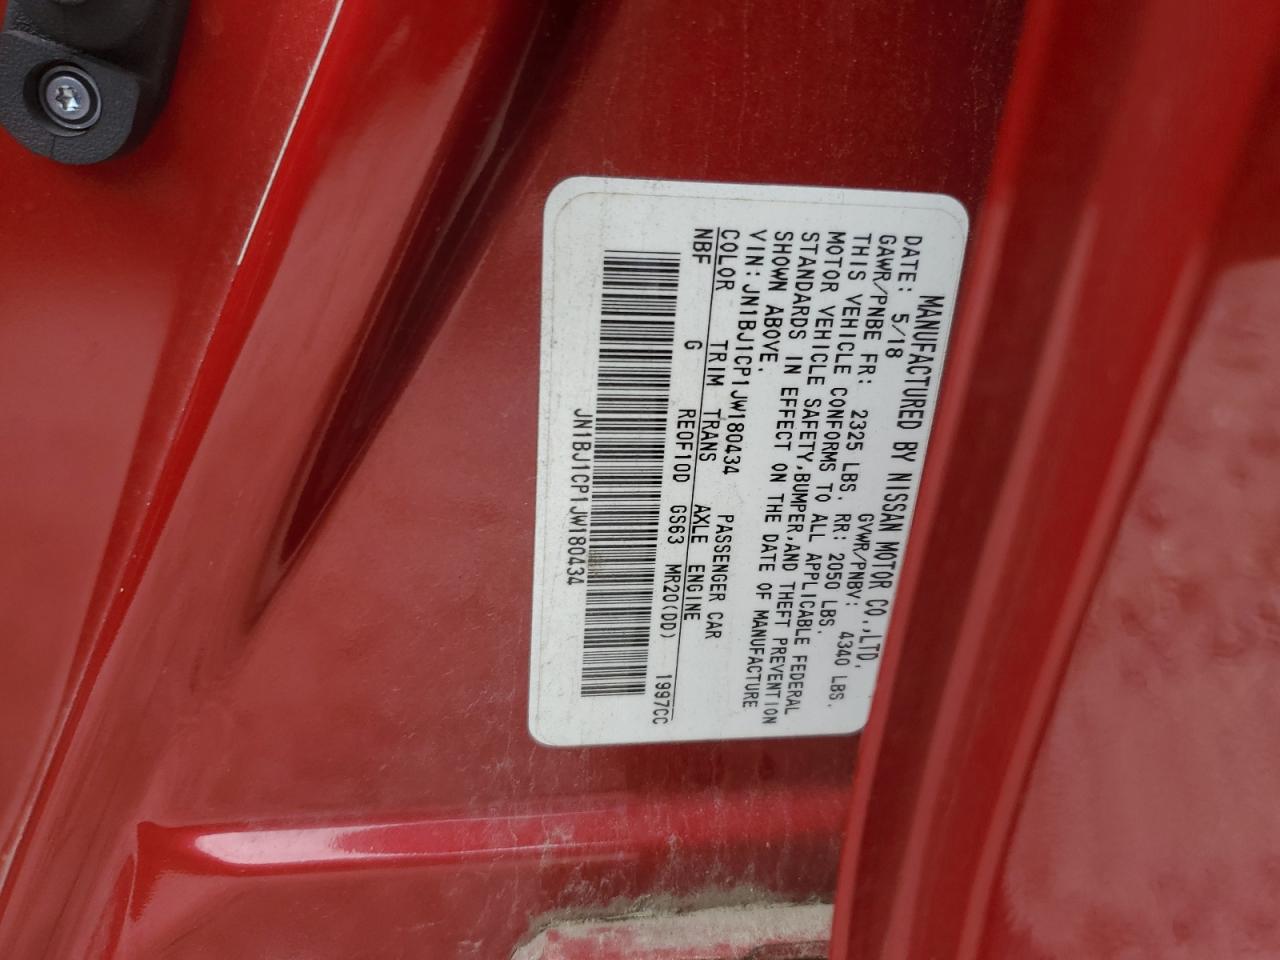 MANUFACTURED BY NISSAN MOTOR CO.,LTD.
DATE: 5/18 GVWR/PNBV: 4340 LBS.
GAWR/PNBE FR: 2325 LBS. RR: 2050 LBS.
THIS VEHICLE CONFORMS TO ALL APPLICABLE FEDERAL
MOTOR VEHICLE SAFETY,BUMPER,AND THEFT PREVENTION
STANDARDS IN EFFECT ON THE DATE OF MANUFACTURE
SHOWN ABOVE.
VIN:JN1BJ1CP1JW180434 PASSENGER CAR
COLOR TRIM TRANS AXLE ENGINE
NBF G RE0F10D GS63 MR20(DD) 1997CC
JN1BJ1CP1JW180434